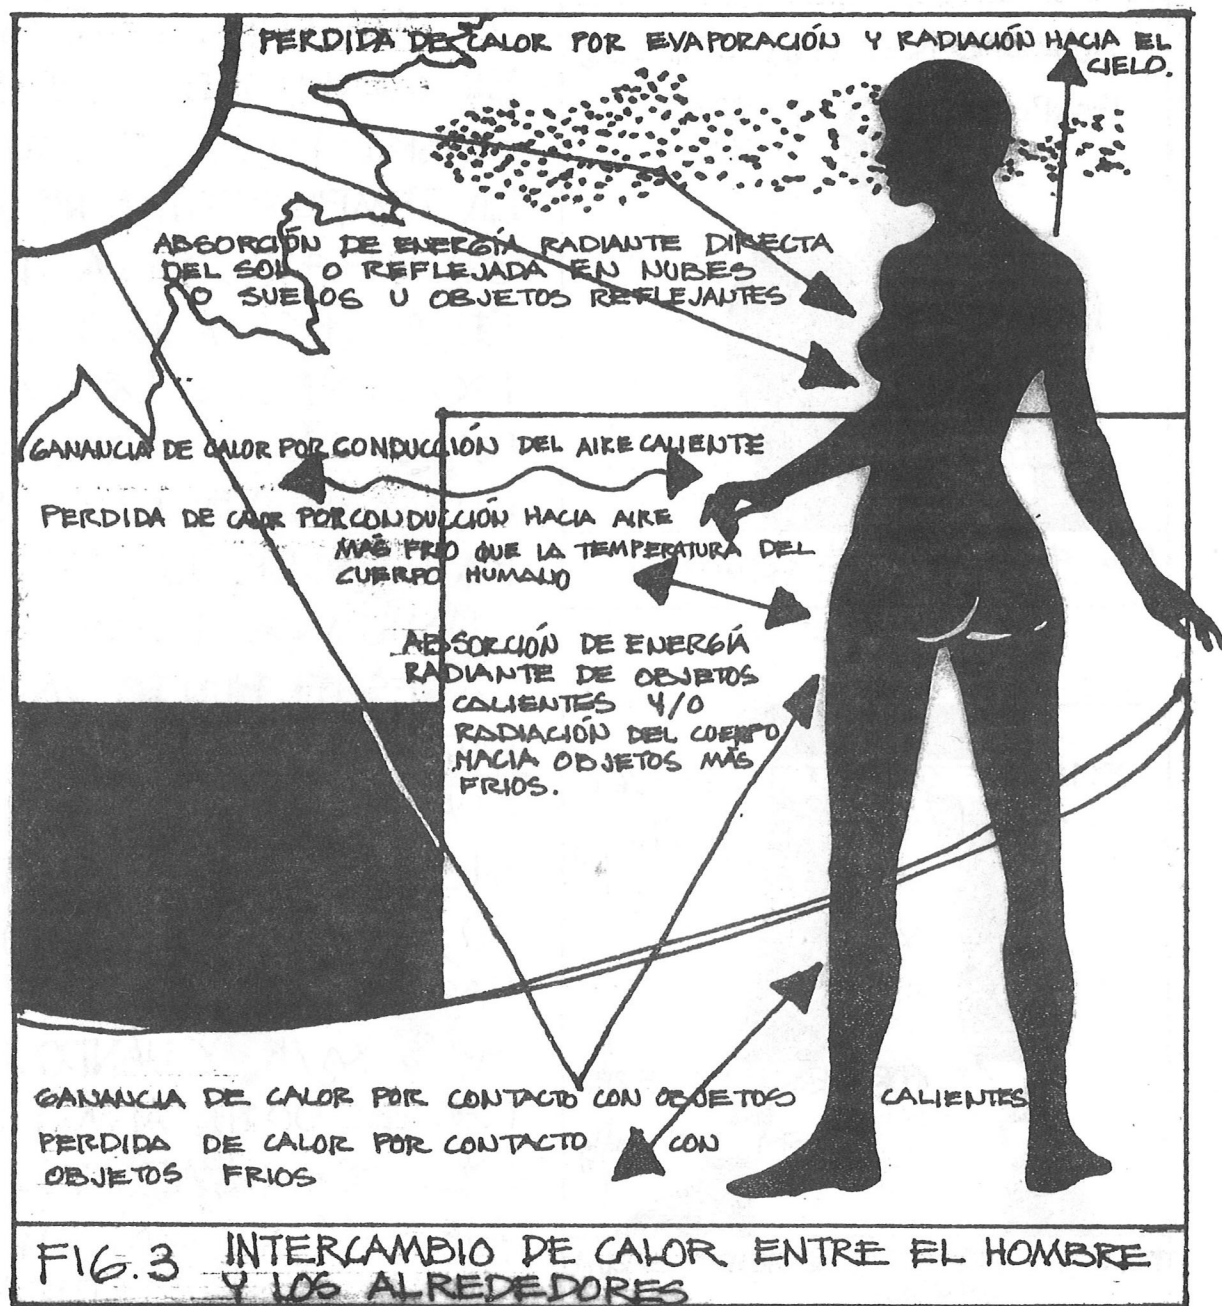 PERDIDA DE CALOR POR EVAPORACIÓN Y RADIACIÓN HACIA EL
CIELO.
ABSORCIÓN DE ENERGÍA RADIANTE DIRECTA
DEL SOL O REFLEJADA EN NUBES
O SUELOS U OBJETOS REFLEJANTES
GANANCIA DE CALOR POR CONDUCCIÓN DEL AIRE CALIENTE
PERDIDA DE CALOR POR CONDUCCIÓN HACIA AIRE
MAS FRIO QUE LA TEMPERATURA DEL
CUERPO HUMANO
ABSORCIÓN DE ENERGÍA
RADIANTE DE OBJETOS
CALIENTES Y/O
RADIACIÓN DEL CUERPO
HACIA OBJETOS MAS
FRIOS.
GANANCIA DE CALOR POR CONTACTO CON OBJETOS CALIENTES
PERDIDA DE CALOR POR CONTACTO CON
OBJETOS FRIOS
FIG. 3 INTERCAMBIO DE CALOR ENTRE EL HOMBRE
Y LOS ALREDEDORES